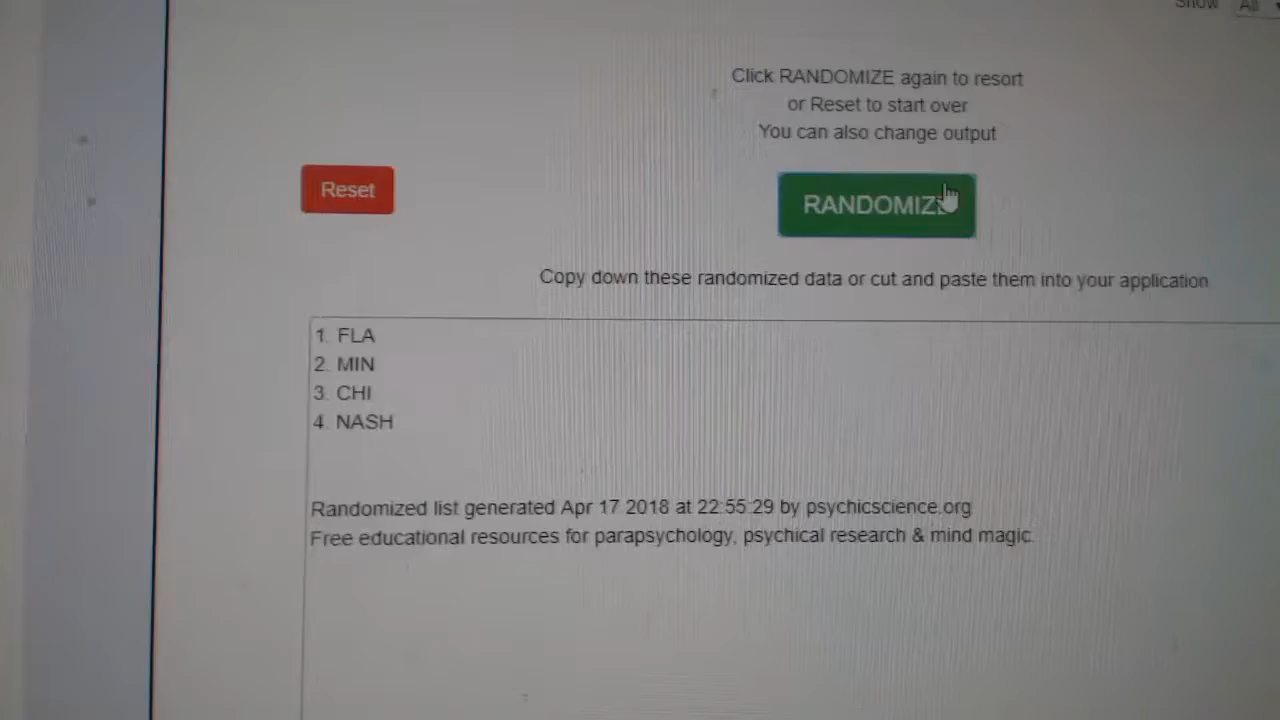 Show All
Click RANDOMIZE again to resort
or Reset to start over
You can also change output
Reset
RANDOMIZE
Copy down these randomized data or cut and paste them into your application
1. FLA
2. MIN
3. CHI
4. NASH
Randomized list generated Apr 17 2018 at 22:55:29 by psychicscience.org
Free educational resources for parapsychology, psychical research & mind magic.